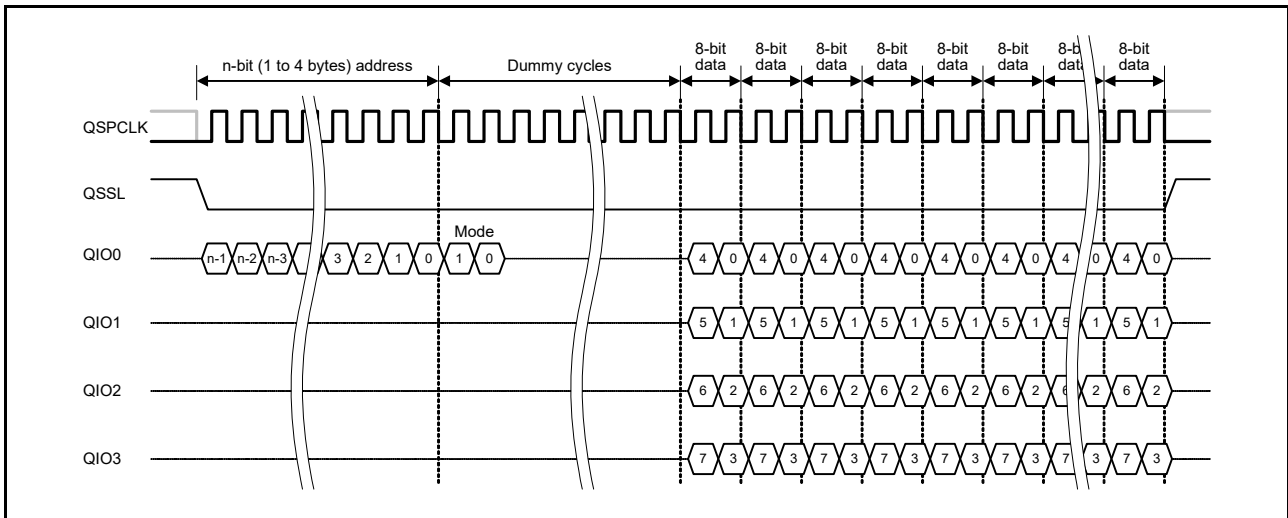 8-bit 8-bit 8-bit 8-bit 8-bit 8-bit 8-b 8-bit
n-bit (1 to 4 bytes) address Dummy cycles data data data data data data data data
QSPCLK
QSSL
Mode
QIO0 n-1 n-2 n-3 3 2 1 0 1 0 4 0 4 0 4 0 4 0 4 0 4 0 4 0 4 0
QIO1 5 1 5 1 5 1 5 1 5 1 5 1 5 1 5 1
QIO2 6 2 6 2 6 2 6 2 6 2 6 2 6 2 6 2
QIO3 7 3 7 3 7 3 7 3 7 3 7 3 7 3 7 3